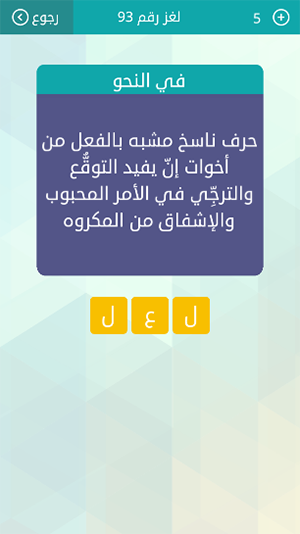 رجوع
لغز رقم 93
5
في النحو
حرف ناسخ مشبه بالفعل من
أخوات إنّ يفيد التوقُّع
والترجِّي في الأمر المحبوب
والإشفاق من المكروه
ل ع ل